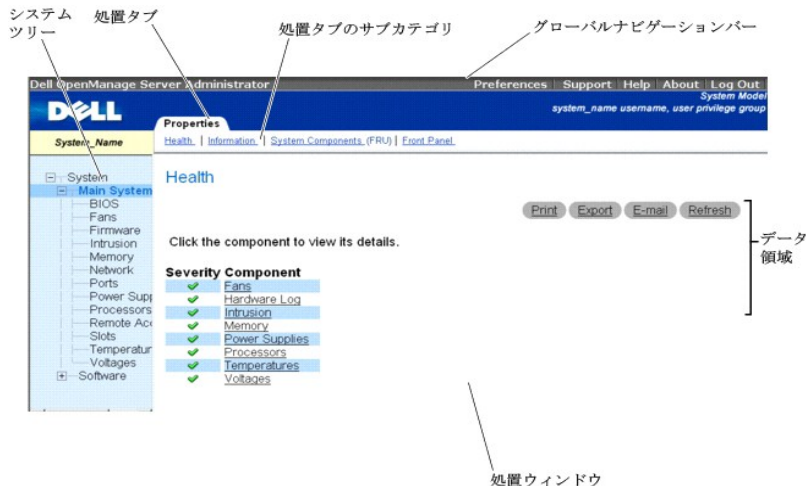 システム
ツリー
処置タブ
処置タブのサブカテゴリ
グローバルナビゲーションバー
Dell OpenManage Server Administrator
Preferences Support Help About Log Out
System Model
system_name username, user privilege group
DELL
Properties
System_Name
Health | Information | System Components (FRU) | Front Panel
System
Main System
BIOS
Fans
Firmware
Intrusion
Memory
Network
Ports
Power Supp
Processors
Remote Acc
Slots
Temperatur
Voltages
Software
Health
Print Export E-mail Refresh
データ
領域
Click the component to view its details.
Severity Component
Fans
Hardware Log
Intrusion
Memory
Power Supplies
Processors
Temperatures
Voltages
処置ウィンドウ